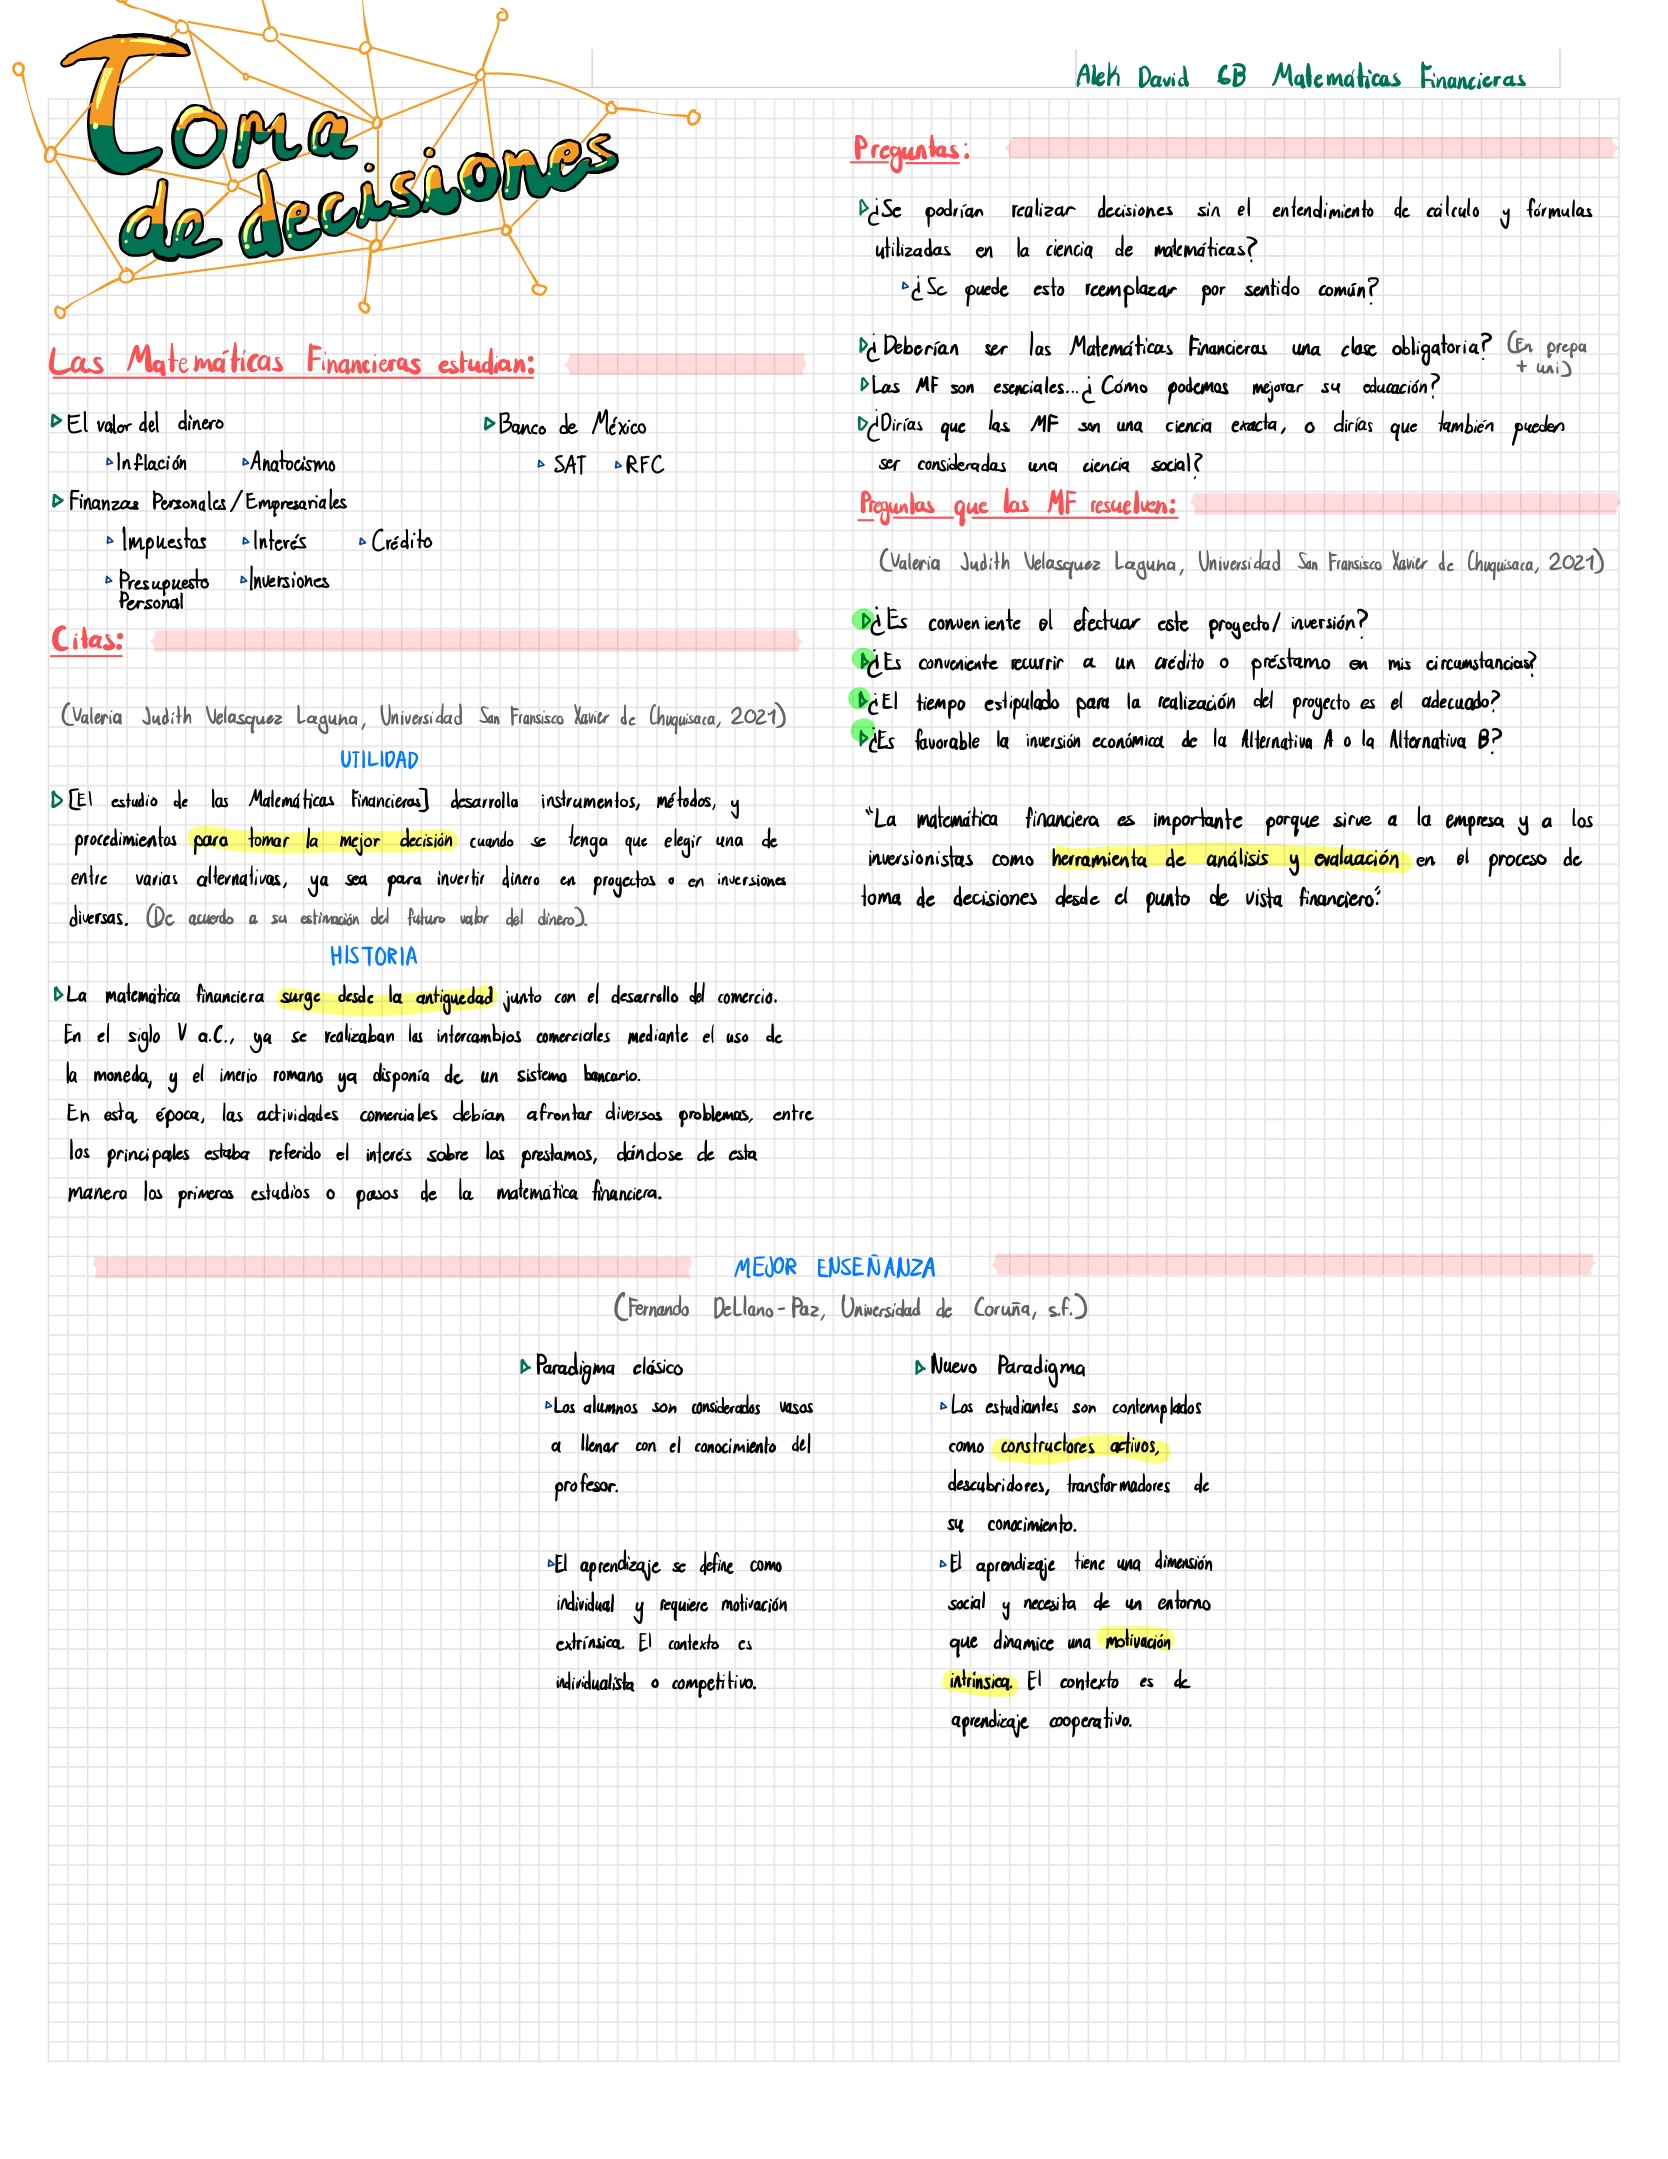 Toma
de decisiones
Alek David 6B Matemáticas Financieras
Las Matemáticas Financieras estudian:
El valor del dinero
Inflación Anatocismo
Finanzas Personales/Empresariales
Impuestos Interés Crédito
Presupuesto Inversiones
Personal
Banco de México
SAT RFC
Citas:
(Valeria Judith Velasquez Laguna, Universidad San Fransisco Xavier de Chuquisaca, 2021)
UTILIDAD
[El estudio de las Matemáticas Financieras] desarrolla instrumentos, métodos, y
procedimientos para tomar la mejor decisión cuando se tenga que elegir una de
entre varias alternativas, ya sea para invertir dinero en proyectos o en inversiones
diversas. (De acuerdo a su estimación del futuro valor del dinero).
HISTORIA
La matemática financiera surge desde la antiguedad junto con el desarrollo del comercio.
En el siglo V a.C., ya se realizaban los intercambios comerciales mediante el uso de
la moneda, y el imerio romano ya disponía de un sistema bancario.
En esta época, las actividades comerciales debían afrontar diversos problemas, entre
los principales estaba referido el interés sobre los prestamos, dándose de esta
manera los primeros estudios o pasos de la matemática financiera.
Preguntas:
¿Se podrían realizar decisiones sin el entendimiento de cálculo y fórmulas
utilizadas en la ciencia de matemáticas?
¿Se puede esto reemplazar por sentido común?
¿Deberían ser las Matemáticas Financieras una clase obligatoria? (En prepa
+ uni)
Las MF son esenciales...¿Cómo podemos mejorar su educación?
¿Dirías que las MF son una ciencia exacta, o dirías que también pueden
ser consideradas una ciencia social?
Preguntas que las MF resuelven:
(Valeria Judith Velasquez Laguna, Universidad San Fransisco Xavier de Chuquisaca, 2021)
¿Es conveniente el efectuar este proyecto/ inversión?
¿Es conveniente recurrir a un crédito o préstamo en mis circumstancias?
¿El tiempo estipulado para la realización del proyecto es el adecuado?
¿Es favorable la inversión económica de la Alternativa A o la Alternativa B?
"La matemática financiera es importante porque sirve a la empresa y a los
inversionistas como herramienta de análisis y evaluación en el proceso de
toma de decisiones desde el punto de vista financiero."
MEJOR ENSEÑANZA
(Fernando DeLlano-Paz, Universidad de Coruña, s.f.)
Paradigma clásico
Los alumnos son considerados vasos
a llenar con el conocimiento del
profesor.
El aprendizaje se define como
individual y requiere motivación
extrínsica. El contexto es
individualista o competitivo.
Nuevo Paradigma
Los estudiantes son contemplados
como constructores activos,
descubridores, transformadores de
su conocimiento.
El aprendizaje tiene una dimensión
social y necesita de un entorno
que dinamice una motivación
intrínsica. El contexto es de
aprendizaje cooperativo.